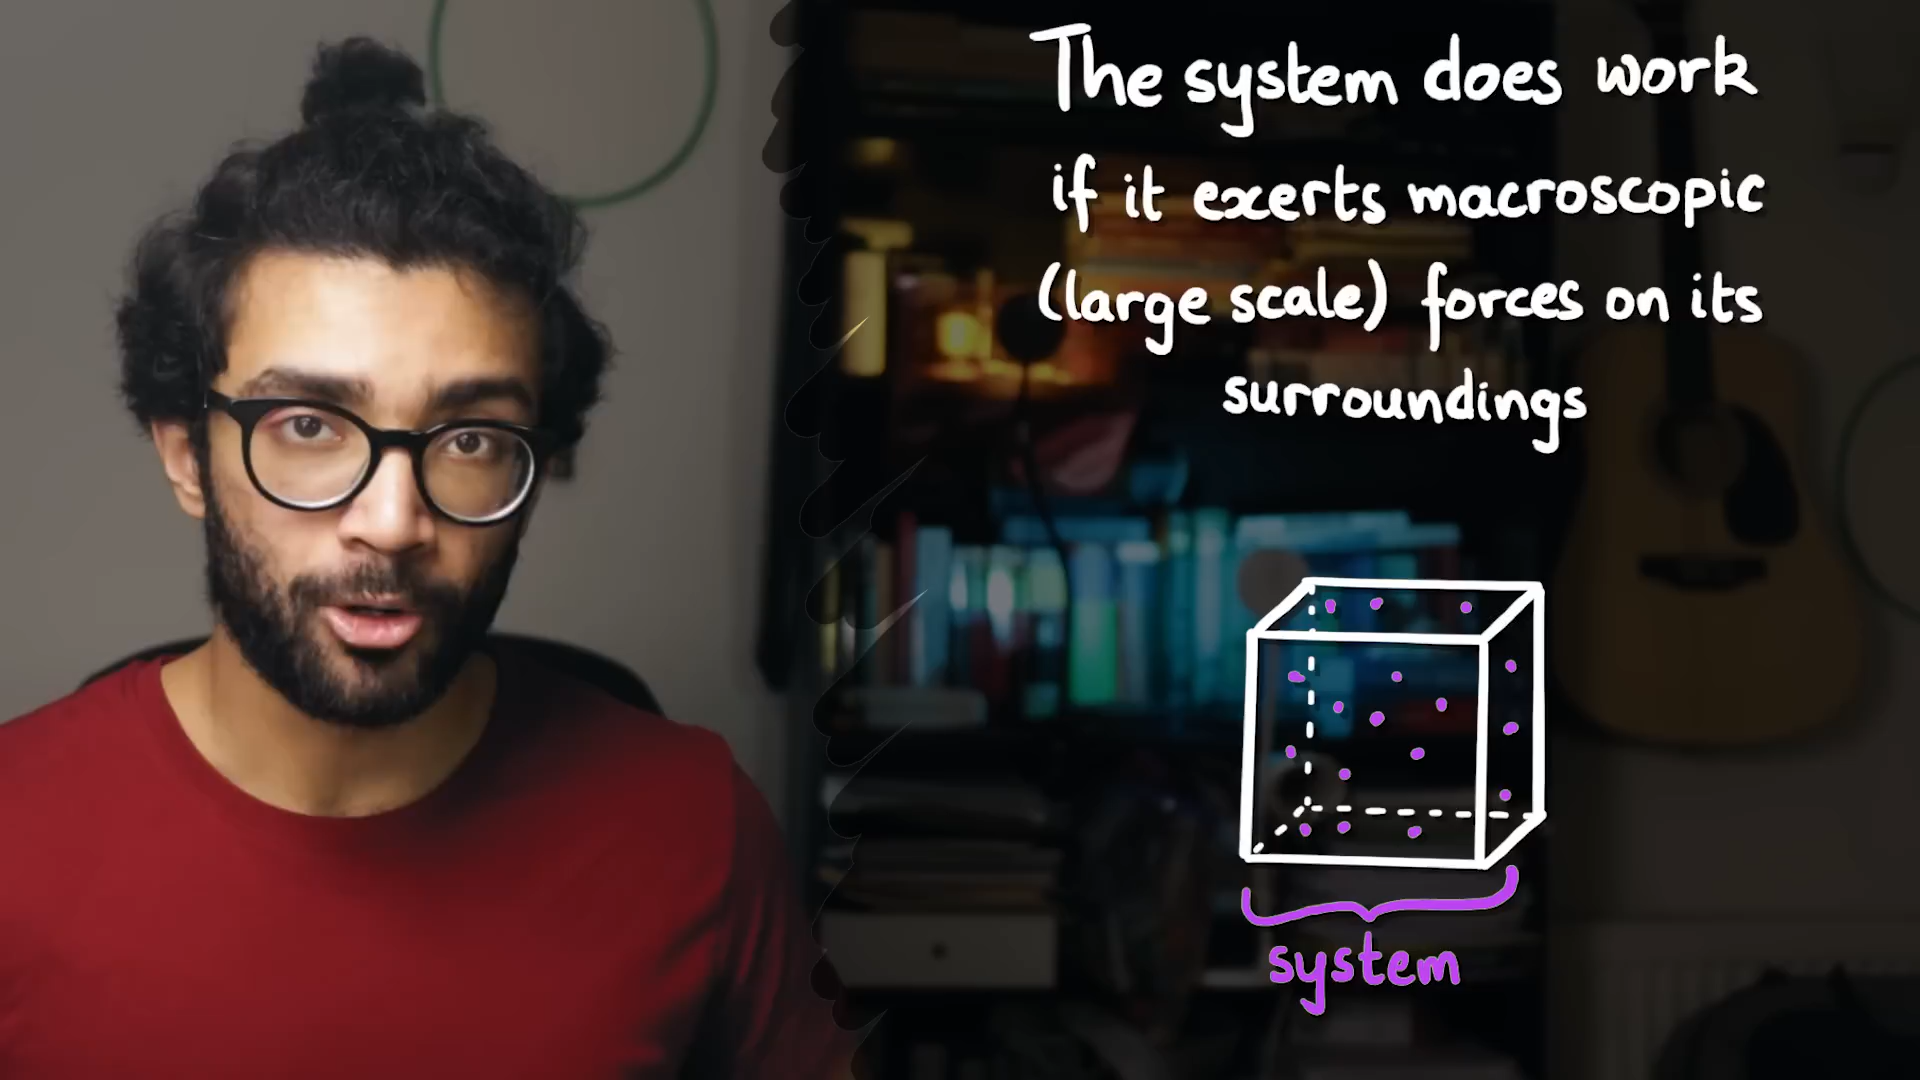 The system does work
if it exerts macroscopic
(large scale) forces on its
surroundings
system